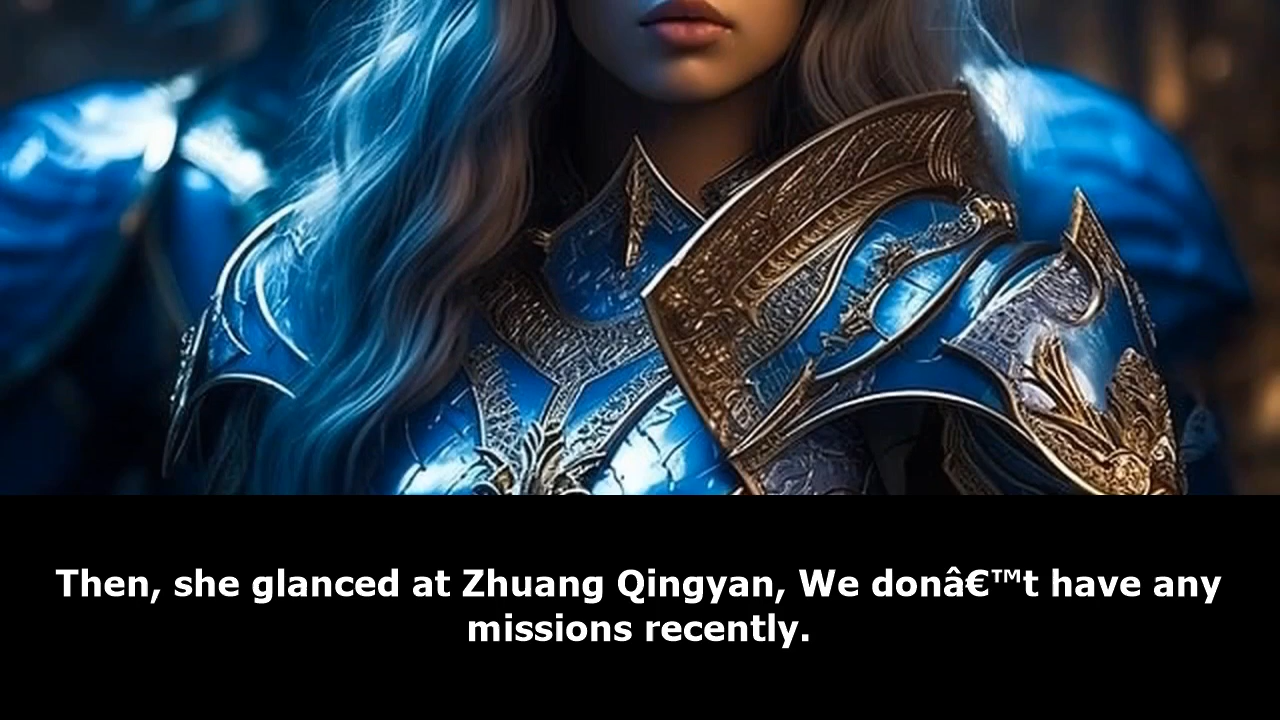 Then, she glanced at Zhuang Qingyan, We donâ€™t have any
missions recently.